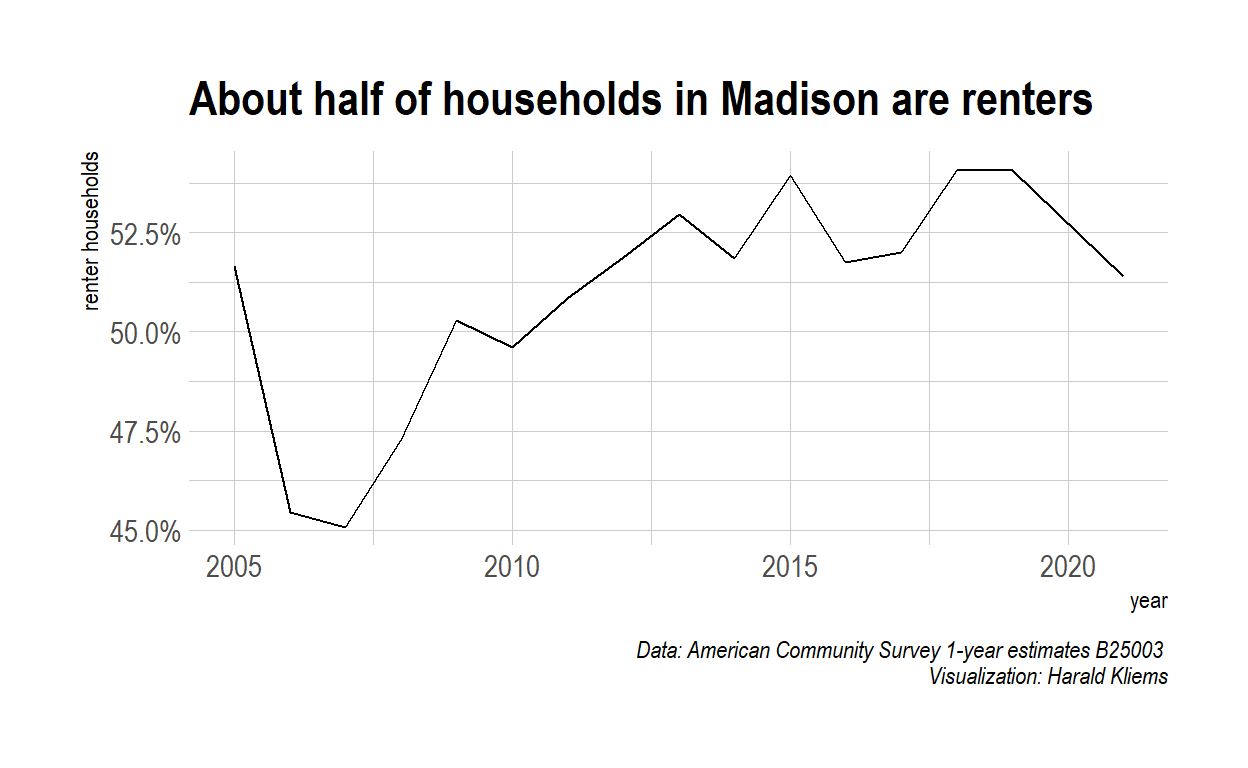 About half of households in Madison are renters
renter households
52.5%
50.0%
47.5%
45.0%
2005 2010 2015 2020
year
Data: American Community Survey 1-year estimates B25003
Visualization: Harald Kliems